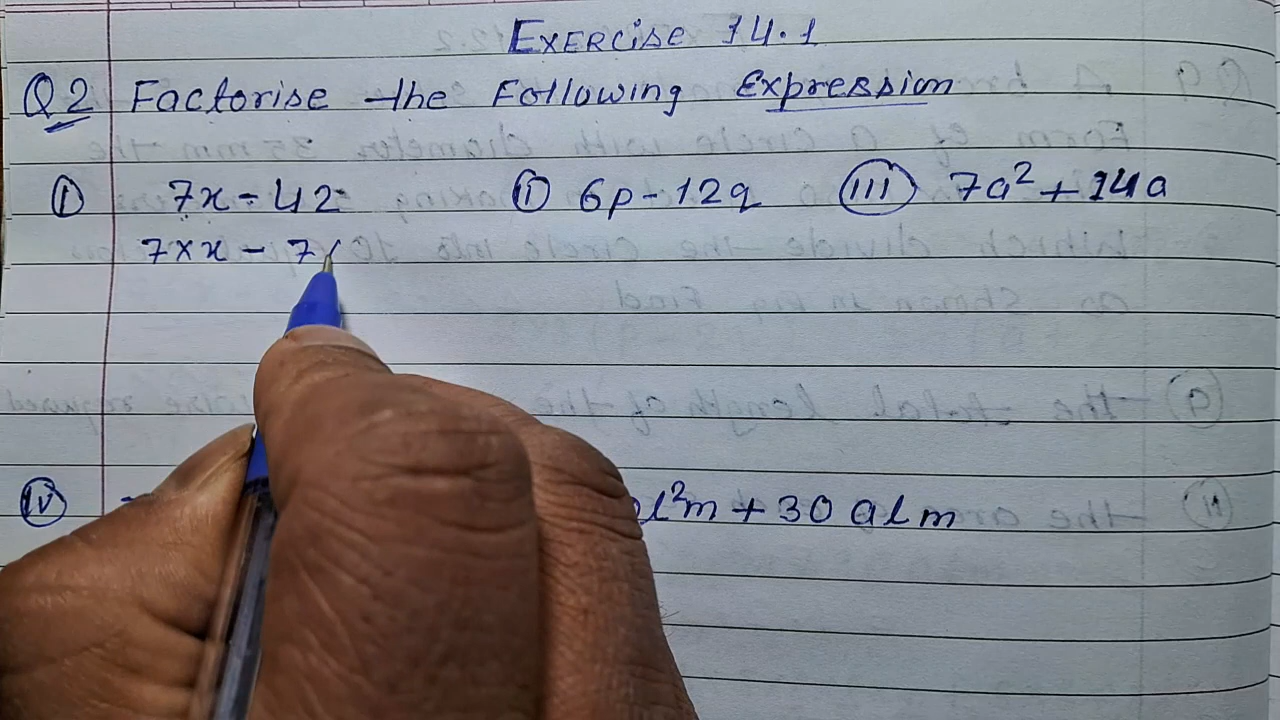 EXERCISE 14.1
Q2 Factorise the Following Expression
(I) 7x - 42 (II) 6p - 12q (III) 7a² + 14a
7 × x - 7
(IV) l²m + 30 alm